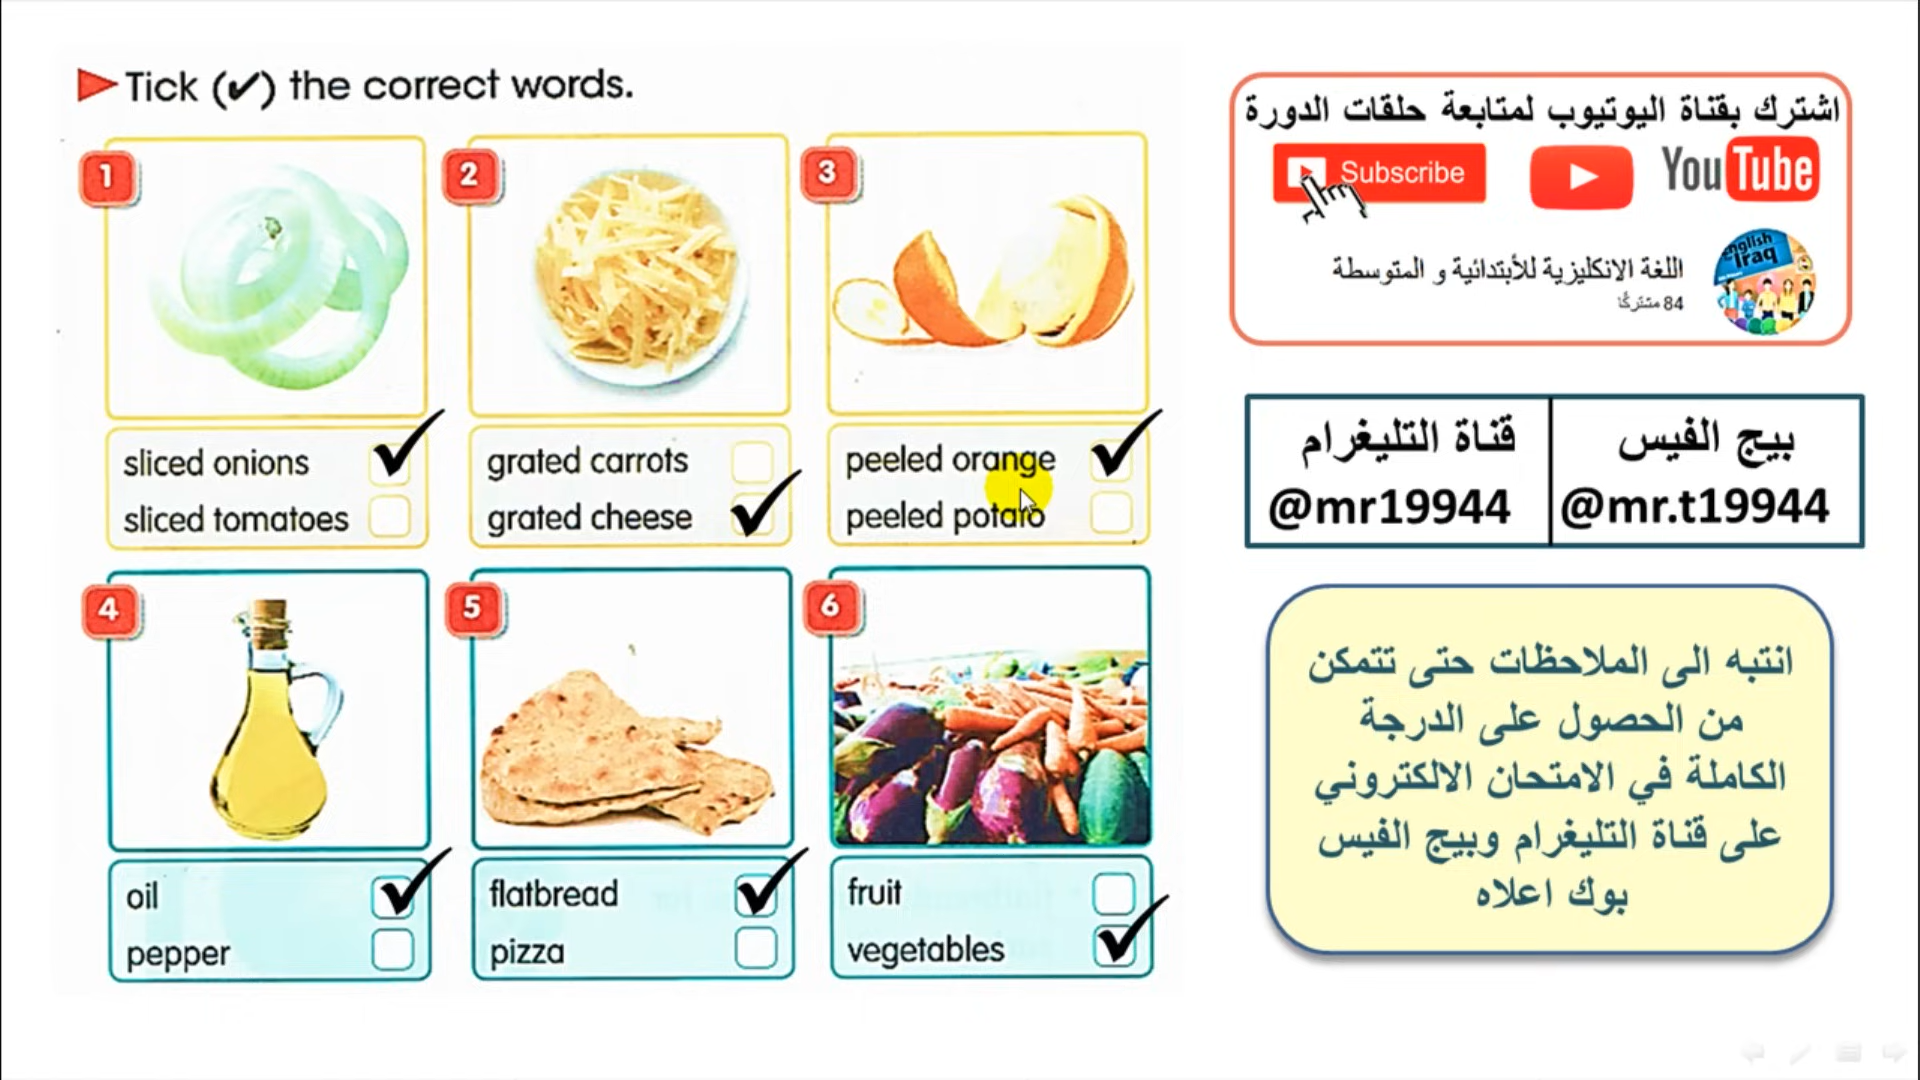 Tick (✔) the correct words.
1
sliced onions
sliced tomatoes
2
grated carrots
grated cheese
3
peeled orange
peeled potato
4
oil
pepper
5
flatbread
pizza
6
fruit
vegetables
اشترك بقناة اليوتيوب لمتابعة حلقات الدورة
Subscribe
YouTube
English
Iraq
اللغة الانكليزية للأبتدائية و المتوسطة
84 مشتركًا
قناة التليغرام
@mr19944
بيج الفيس
@mr.t19944
انتبه الى الملاحظات حتى تتمكن
من الحصول على الدرجة
الكاملة في الامتحان الالكتروني
على قناة التليغرام وبيج الفيس
بوك اعلاه